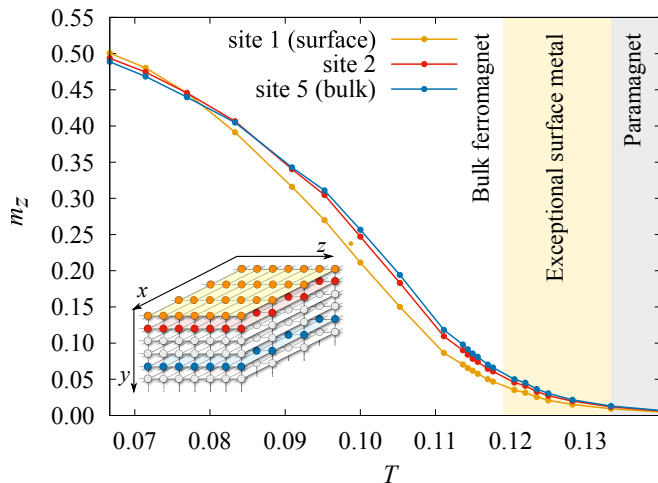 0.55
0.50
0.45
0.40
0.35
0.30
0.25
0.20
0.15
0.10
0.05
0.00
m_z
site 1 (surface)
site 2
site 5 (bulk)
Bulk ferromagnet
Exceptional surface metal
Paramagnet
z
x
y
0.07 0.08 0.09 0.10 0.11 0.12 0.13
T